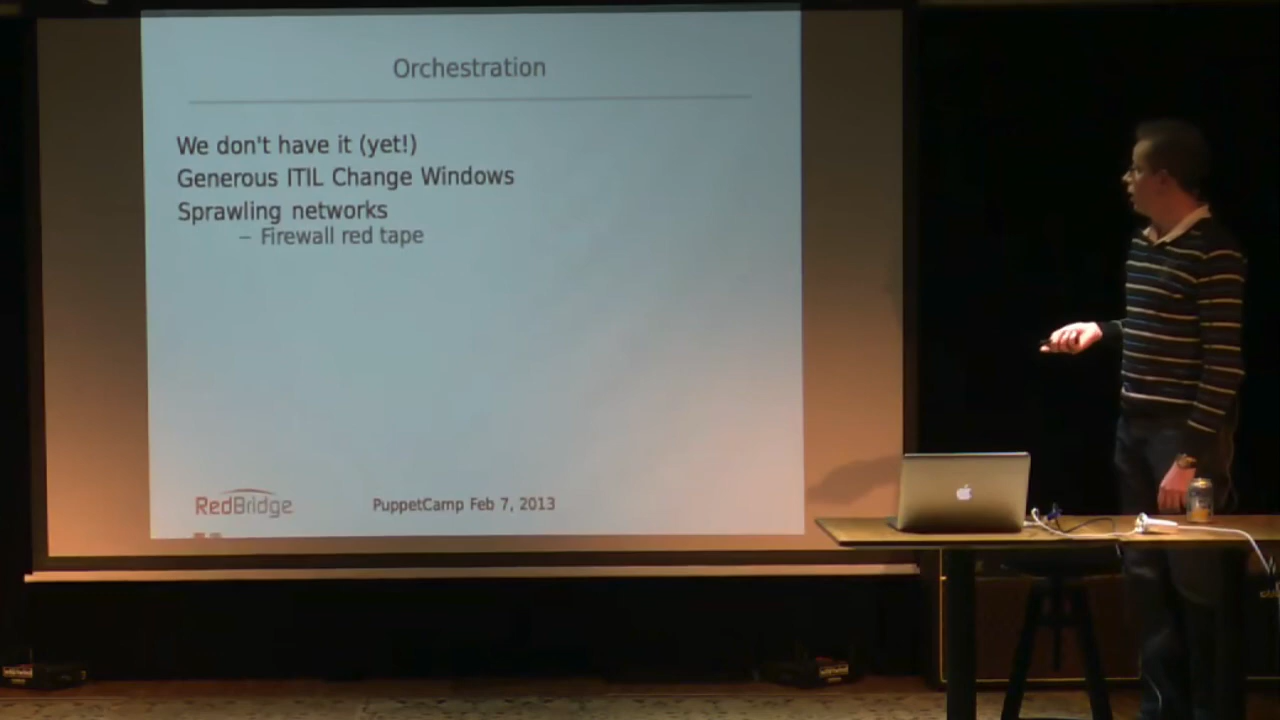 Orchestration
We don't have it (yet!)
Generous ITIL Change Windows
Sprawling networks
– Firewall red tape
RedBridge
PuppetCamp Feb 7, 2013